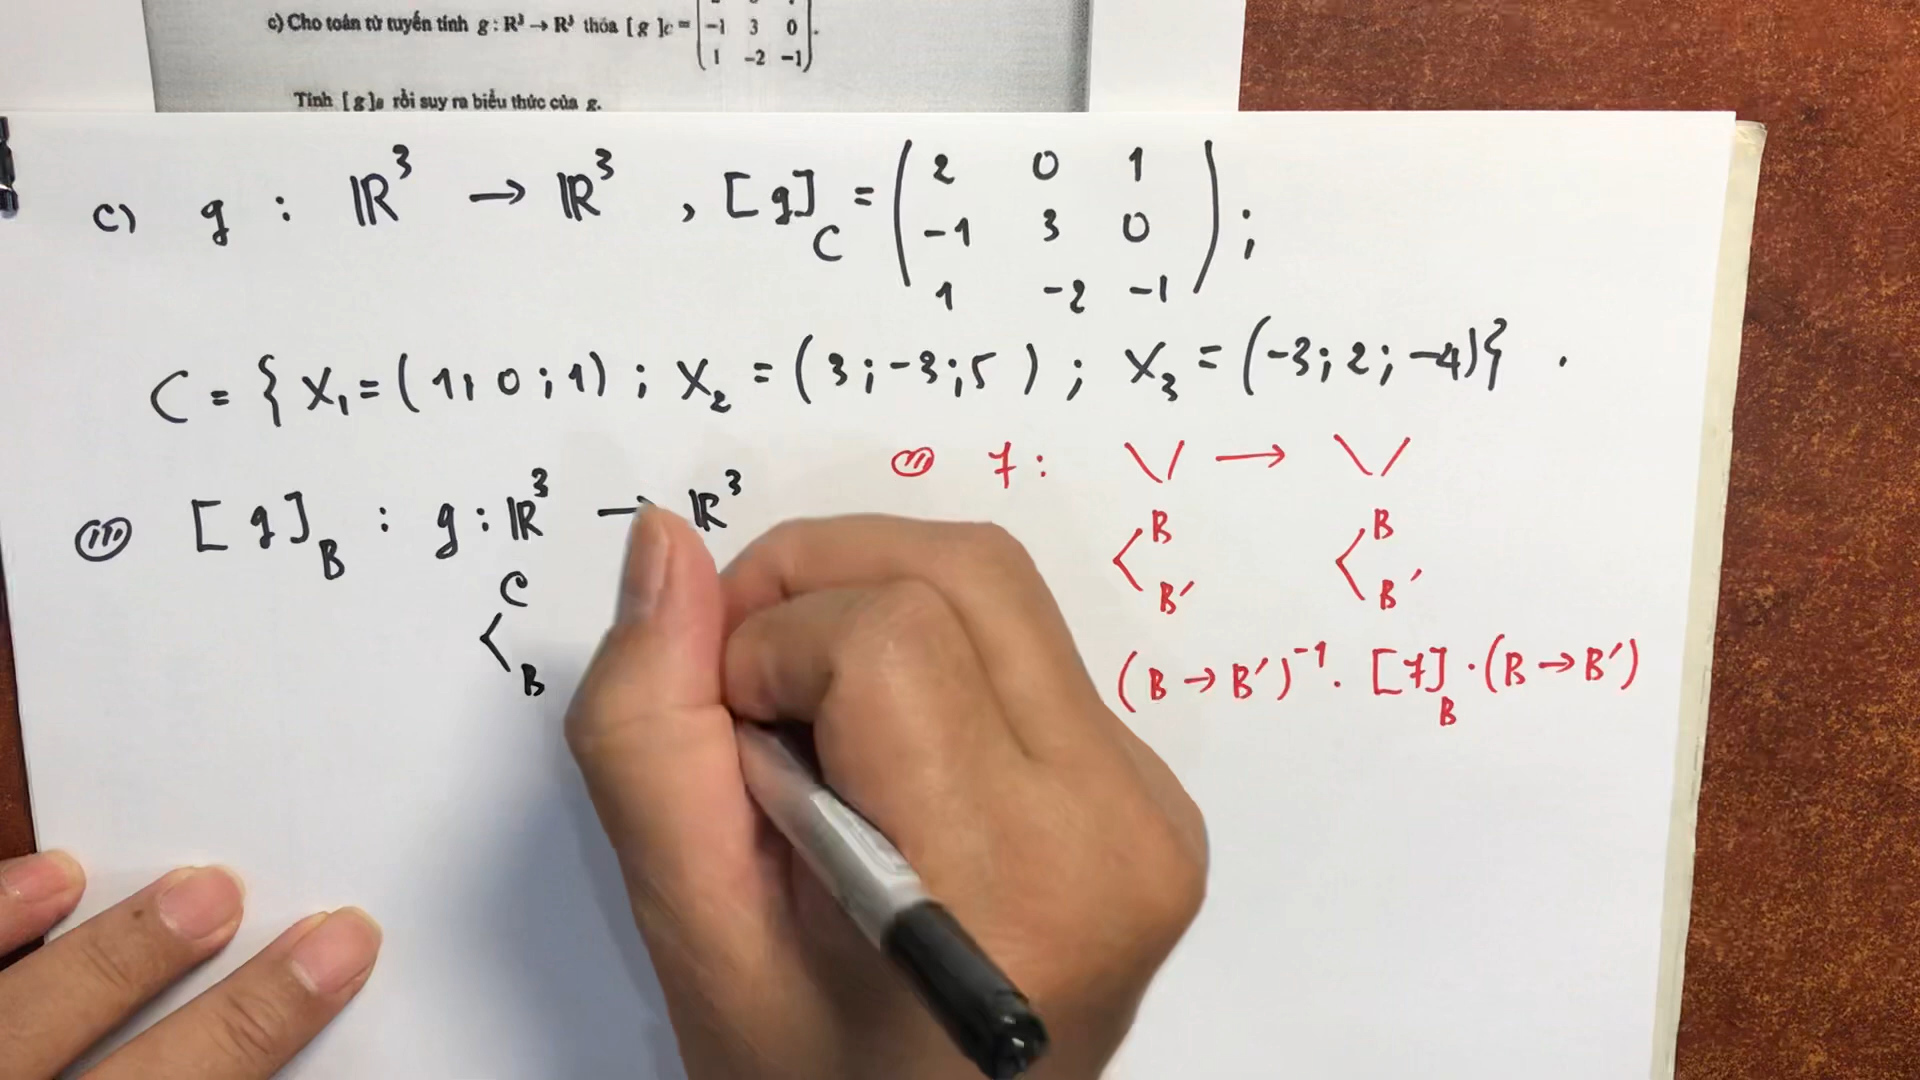 c) Cho toán tử tuyến tính g : R³ → R³ thỏa [ g ]c = -1 3 0 .
1 -2 -1
Tính [ g ]B rồi suy ra biểu thức của g.
c) g : ℝ³ → ℝ³ , [g]C = ( 2 0 1
-1 3 0
1 -2 -1 ) ;
C = { X₁ = (1; 0 ; 1) ; X₂ = (3 ; -3 ; 5) ; X₃ = (-3 ; 2 ; -4) } .
[g]B : g : ℝ³ → ℝ³
C
B
f : V → V
B B
B' B'
(B → B')⁻¹ . [f]B . (B → B')